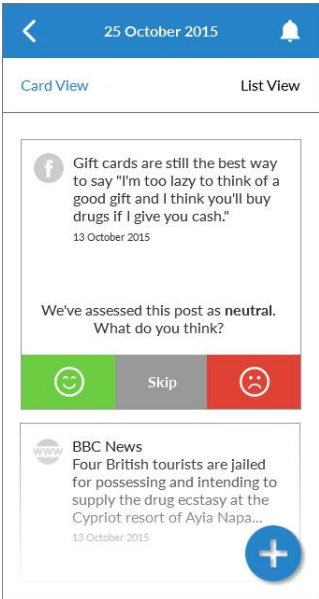 25 October 2015
Card View
List View
f
Gift cards are still the best way
to say "I'm too lazy to think of a
good gift and I think you'll buy
drugs if I give you cash."
13 October 2015
We've assessed this post as neutral.
What do you think?
Skip
www
BBC News
Four British tourists are jailed
for possessing and intending to
supply the drug ecstasy at the
Cypriot resort of Ayia Napa...
13 October 2015